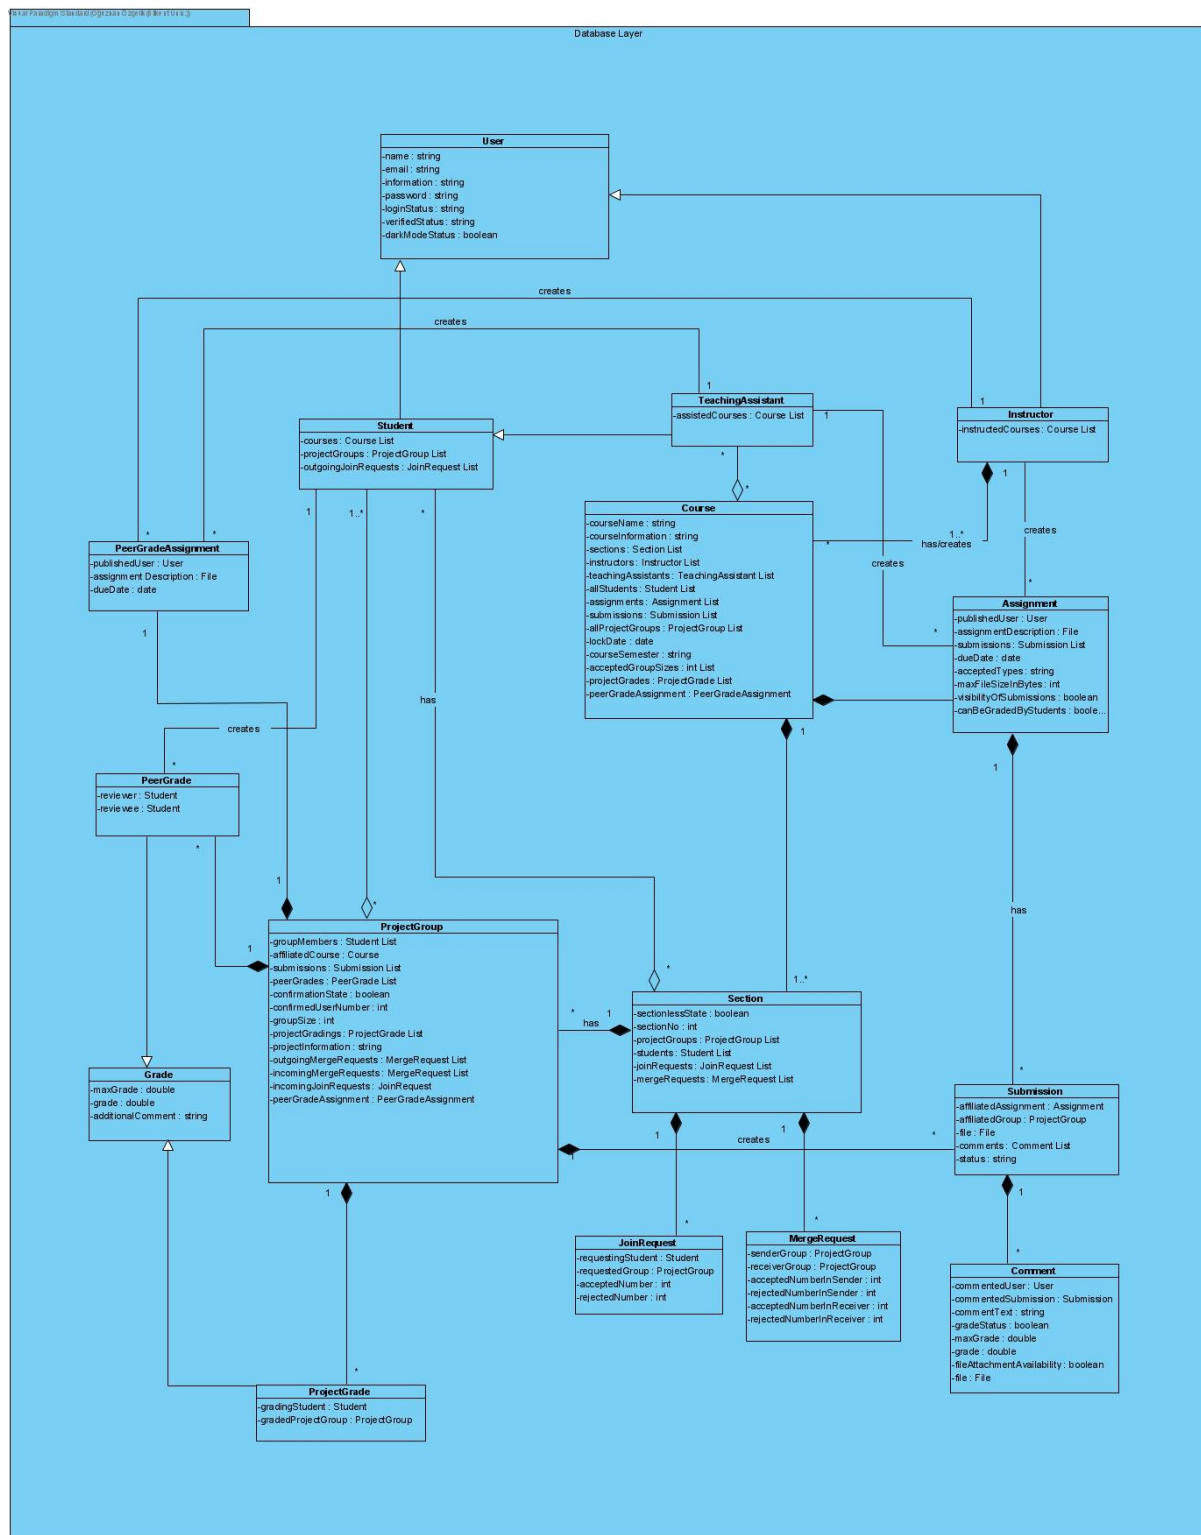 Database Layer
User
-name : string
-email : string
-information : string
-password : string
-loginStatus : string
-verifiedStatus : string
-darkModeStatus : boolean
creates
creates
1
1
TeachingAssistant
-assistedCourses : Course List
1
Instructor
-instructedCourses : Course List
Student
-courses : Course List
-projectGroups : ProjectGroup List
-outgoingJoinRequests : JoinRequest List
*
*
1
1
1..*
*
Course
-courseName : string
-courseInformation : string
-sections : Section List
-instructors : Instructor List
-teachingAssistants : TeachingAssistant List
-allStudents : Student List
-assignments : Assignment List
-submissions : Submission List
-allProjectGroups : ProjectGroup List
-lockDate : date
-courseSemester : string
-acceptedGroupSizes : int List
-projectGrades : ProjectGrade List
-peerGradeAssignment : PeerGradeAssignment
1..*
*
has/creates
creates
creates
*
*
*
*
PeerGradeAssignment
-publishedUser : User
-assignment Description : File
-dueDate : date
1
Assignment
-publishedUser : User
-assignmentDescription : File
-submissions : Submission List
-dueDate : date
-acceptedTypes : string
-maxFileSizeInBytes : int
-visibilityOfSubmissions : boolean
-canBeGradedByStudents : boole...
has
creates
1
1
*
PeerGrade
-reviewer : Student
-reviewee : Student
*
1
*
has
ProjectGroup
-groupMembers : Student List
-affiliatedCourse : Course
-submissions : Submission List
-peerGrades : PeerGrade List
-confirmationState : boolean
-confirmedUserNumber : int
-groupSize : int
-projectGradings : ProjectGrade List
-projectInformation : string
-outgoingMergeRequests : MergeRequest List
-incomingMergeRequests : MergeRequest List
-incomingJoinRequests : JoinRequest
-peerGradeAssignment : PeerGradeAssignment
1
*
1..*
*
1
has
Section
-sectionlessState : boolean
-sectionNo : int
-projectGroups : ProjectGroup List
-students : Student List
-joinRequests : JoinRequest List
-mergeRequests : MergeRequest List
Grade
-maxGrade : double
-grade : double
-additionalComment : string
*
Submission
-affiliatedAssignment : Assignment
-affiliatedGroup : ProjectGroup
-file : File
-comments : Comment List
-status : string
1
1
creates
*
1
1
1
*
*
*
JoinRequest
-requestingStudent : Student
-requestedGroup : ProjectGroup
-acceptedNumber : int
-rejectedNumber : int
MergeRequest
-senderGroup : ProjectGroup
-receiverGroup : ProjectGroup
-acceptedNumberInSender : int
-rejectedNumberInSender : int
-acceptedNumberInReceiver : int
-rejectedNumberInReceiver : int
Comment
-commentedUser : User
-commentedSubmission : Submission
-commentText : string
-gradeStatus : boolean
-maxGrade : double
-grade : double
-fileAttachmentAvailability : boolean
-file : File
*
ProjectGrade
-gradingStudent : Student
-gradedProjectGroup : ProjectGroup